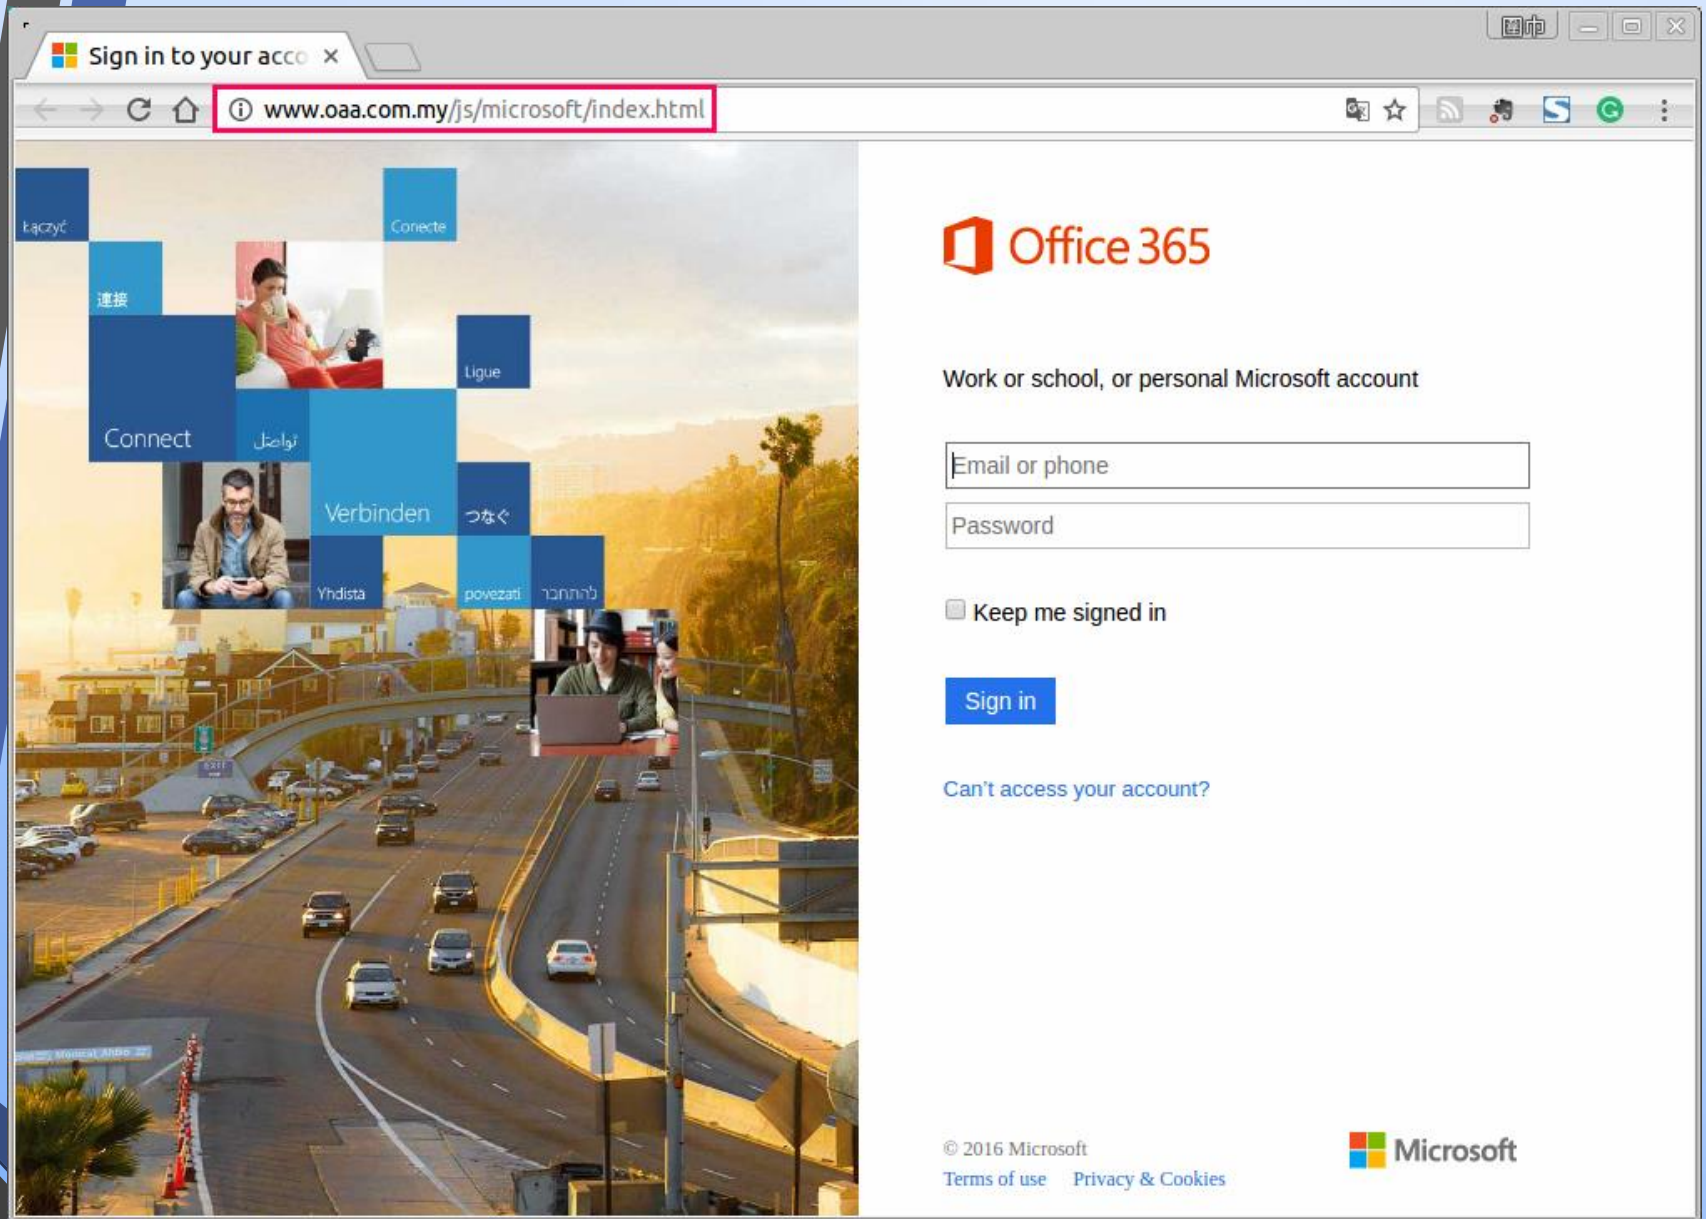 Sign in to your acco
www.oaa.com.my/js/microsoft/index.html
Łączyć
Conecte
連接
Ligue
Connect
تواصل
Verbinden
つなぐ
Yhdistä
povezati
להתחבר
EXIT
Office 365
Work or school, or personal Microsoft account
Email or phone
Password
Keep me signed in
Sign in
Can't access your account?
© 2016 Microsoft
Microsoft
Terms of use Privacy & Cookies